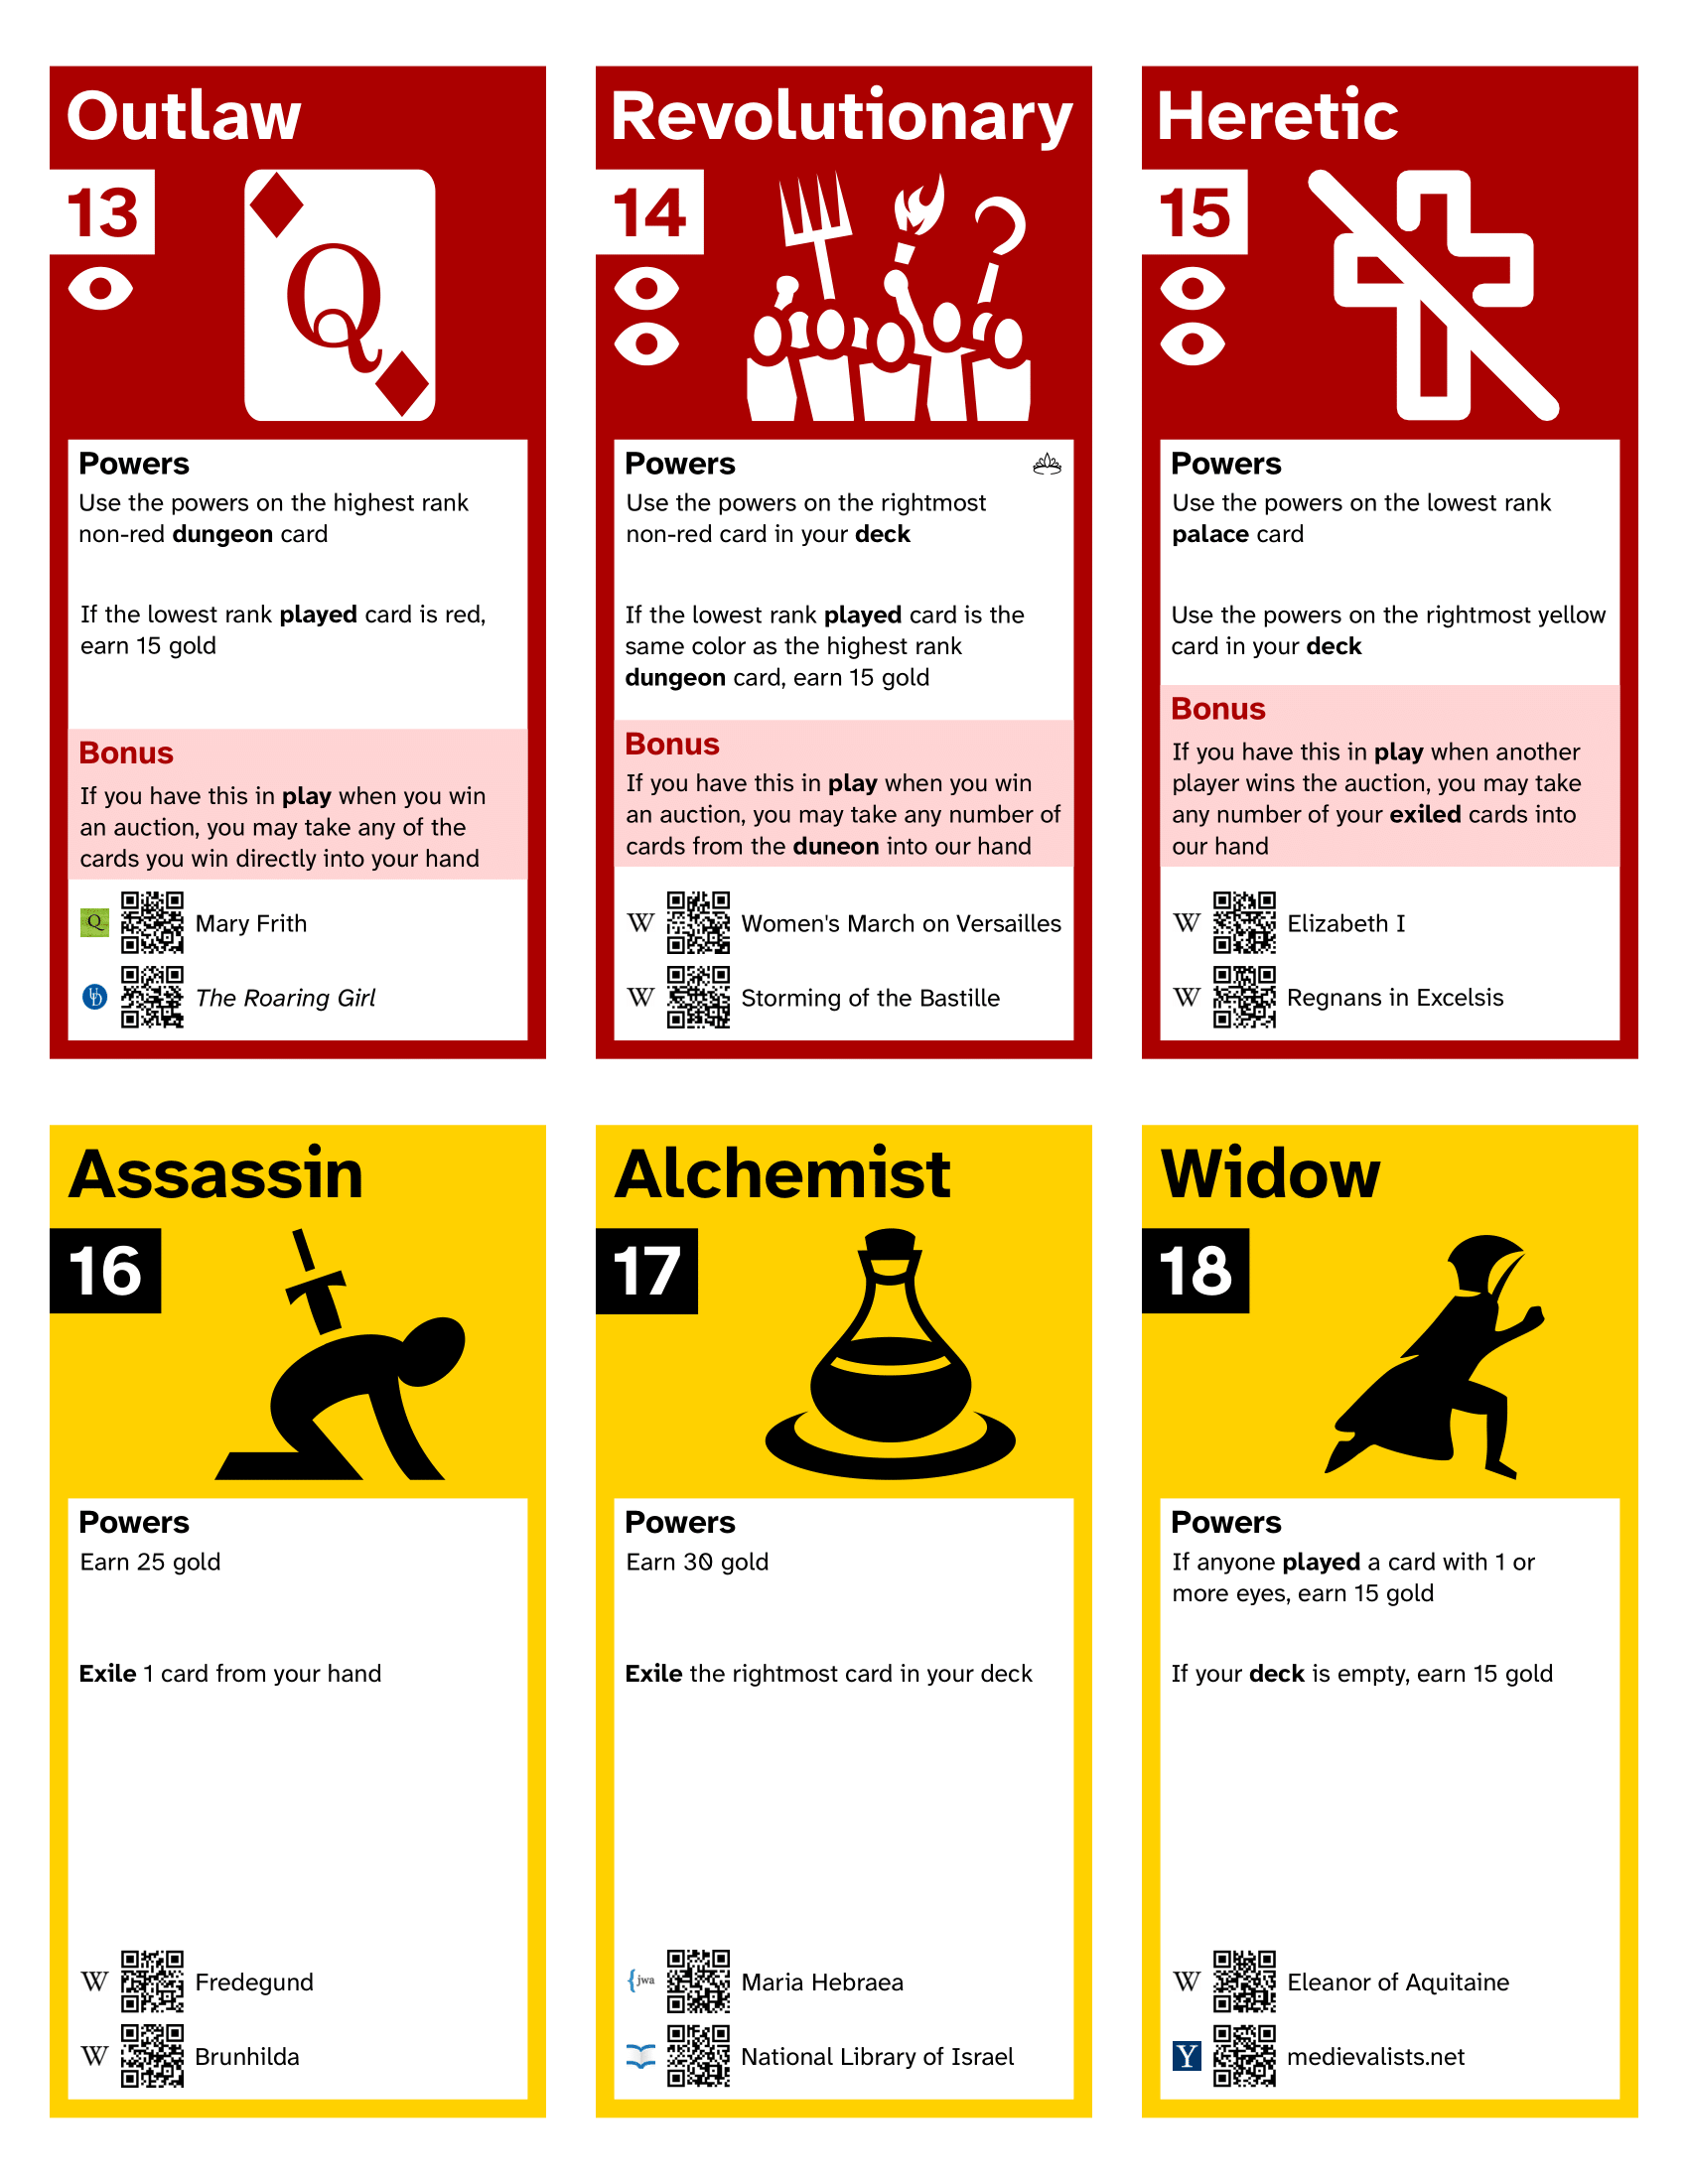 Outlaw
13
Q
Powers
Use the powers on the highest rank
non-red dungeon card
If the lowest rank played card is red,
earn 15 gold
Bonus
If you have this in play when you win
an auction, you may take any of the
cards you win directly into your hand
Q
Mary Frith
UD
The Roaring Girl
Revolutionary
14
Powers
Use the powers on the rightmost
non-red card in your deck
If the lowest rank played card is the
same color as the highest rank
dungeon card, earn 15 gold
Bonus
If you have this in play when you win
an auction, you may take any number of
cards from the duneon into our hand
W
Women's March on Versailles
W
Storming of the Bastille
Heretic
15
Powers
Use the powers on the lowest rank
palace card
Use the powers on the rightmost yellow
card in your deck
Bonus
If you have this in play when another
player wins the auction, you may take
any number of your exiled cards into
our hand
W
Elizabeth I
W
Regnans in Excelsis
Assassin
16
Powers
Earn 25 gold
Exile 1 card from your hand
W
Fredegund
W
Brunhilda
Alchemist
17
Powers
Earn 30 gold
Exile the rightmost card in your deck
{jwa
Maria Hebraea
National Library of Israel
Widow
18
Powers
If anyone played a card with 1 or
more eyes, earn 15 gold
If your deck is empty, earn 15 gold
W
Eleanor of Aquitaine
Y
medievalists.net